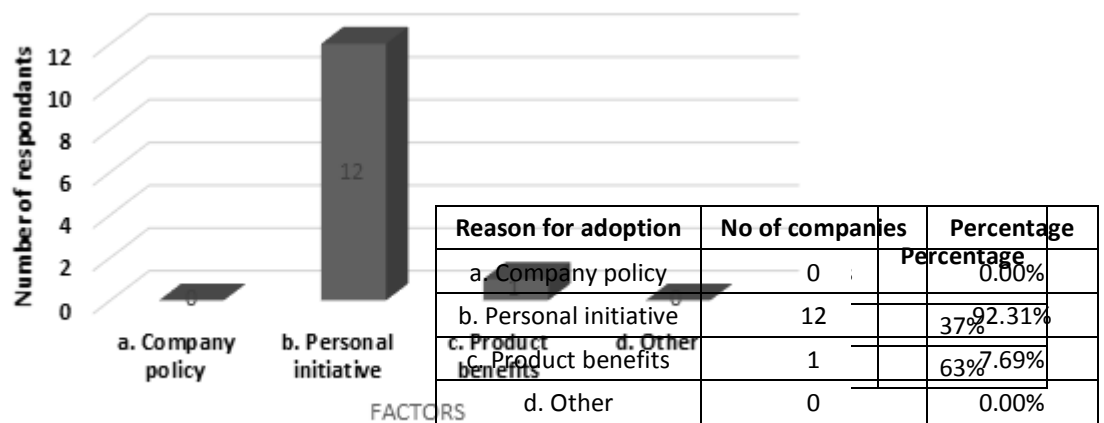 Number of respondants
12
10
8
6
4
2
0
0
12
1
0
a. Company policy
b. Personal initiative
c. Product benefits
d. Other
FACTORS
Reason for adoption No of companies Percentage
Percentage
a. Company policy 0 0.00%
b. Personal initiative 12 92.31%
37%
c. Product benefits 1 7.69%
63%
d. Other 0 0.00%